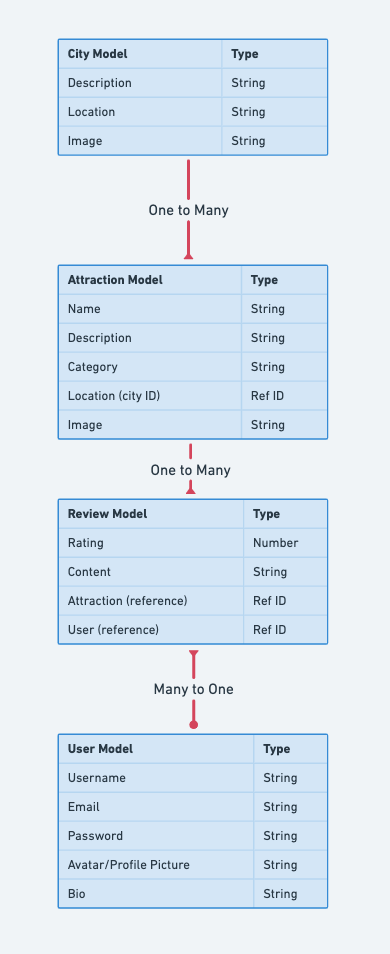 City Model Type
Description String
Location String
Image String
One to Many
Attraction Model Type
Name String
Description String
Category String
Location (city ID) Ref ID
Image String
One to Many
Review Model Type
Rating Number
Content String
Attraction (reference) Ref ID
User (reference) Ref ID
Many to One
User Model Type
Username String
Email String
Password String
Avatar/Profile Picture String
Bio String